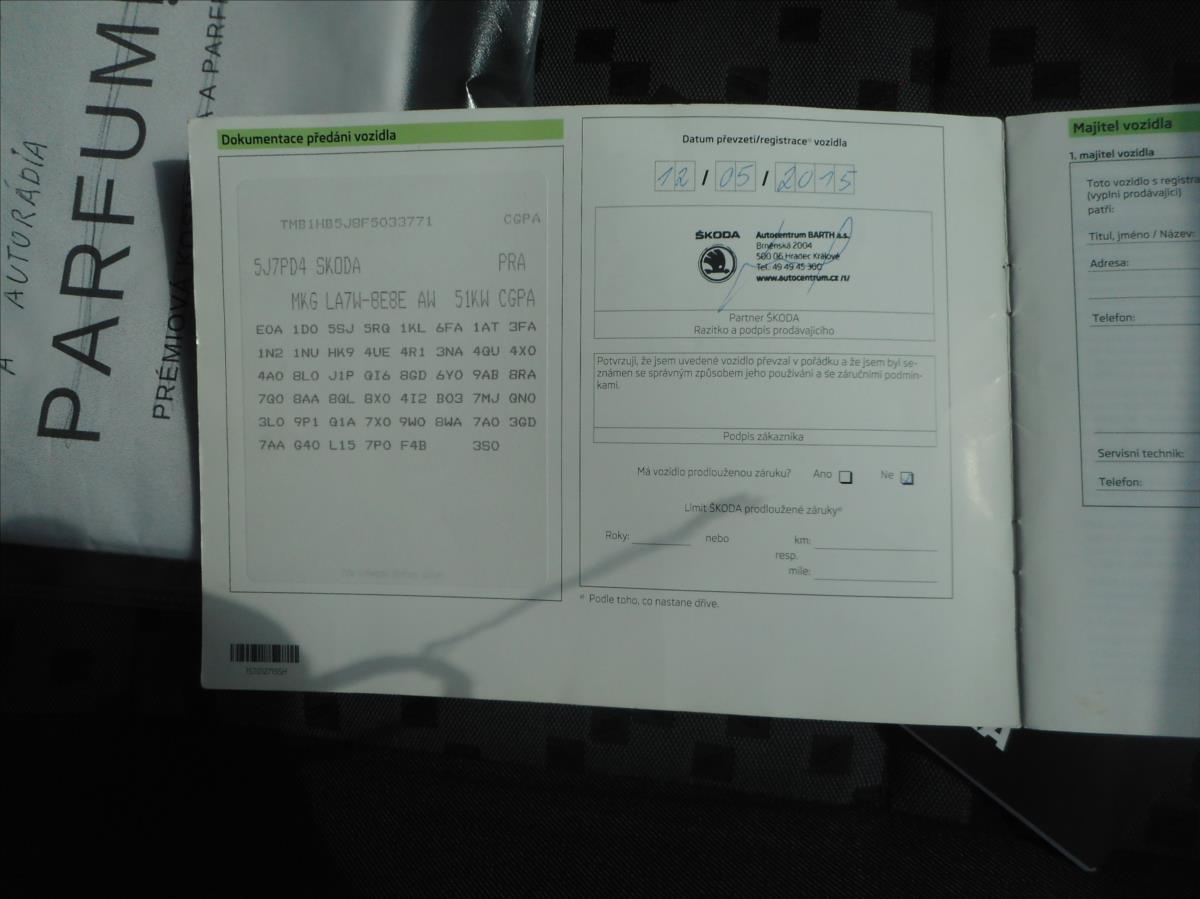 A AUTORÁDIA
PARFUM
PRÉMIOVÁ
A PARF
Dokumentace předání vozidla
TMB1HB5J8F5033771 CGPA
5J7PD4 SKODA PRA
MKG LA7W-8E8E AW 51KW CGPA
E0A 1D0 5SJ 5RQ 1KL 6FA 1AT 3FA
1N2 1NU HK9 4UE 4R1 3NA 4QU 4X0
4A0 8L0 J1P QI6 8GD 6Y0 9AB 8RA
7Q0 8AA 8QL 8X0 4I2 B03 7MJ QN0
3L0 9P1 Q1A 7X0 9W0 8WA 7A0 3GD
7AA G40 L15 7P0 F4B 3S0
Datum převzetí/registrace*⁾ vozidla
12 / 05 / 2015
ŠKODA
Autocentrum BARTH a.s.
Brněnská 2004
500 06 Hradec Králové
Tel.: 49 49 45 300
www.autocentrum.cz /1/
Partner ŠKODA
Razítko a podpis prodávajícího
Potvrzuji, že jsem uvedené vozidlo převzal v pořádku a že jsem byl se-
známen se správným způsobem jeho používání a se záručními podmín-
kami.
Podpis zákazníka
Má vozidlo prodlouženou záruku? Ano Ne
Limit ŠKODA prodloužené záruky*⁾
Roky: nebo km:
resp.
míle:
*⁾ Podle toho, co nastane dříve.
Majitel vozidla
1. majitel vozidla
Toto vozidlo s registra
(vyplní prodávající)
patří:
Titul, jméno / Název:
Adresa:
Telefon:
Servisní technik:
Telefon: